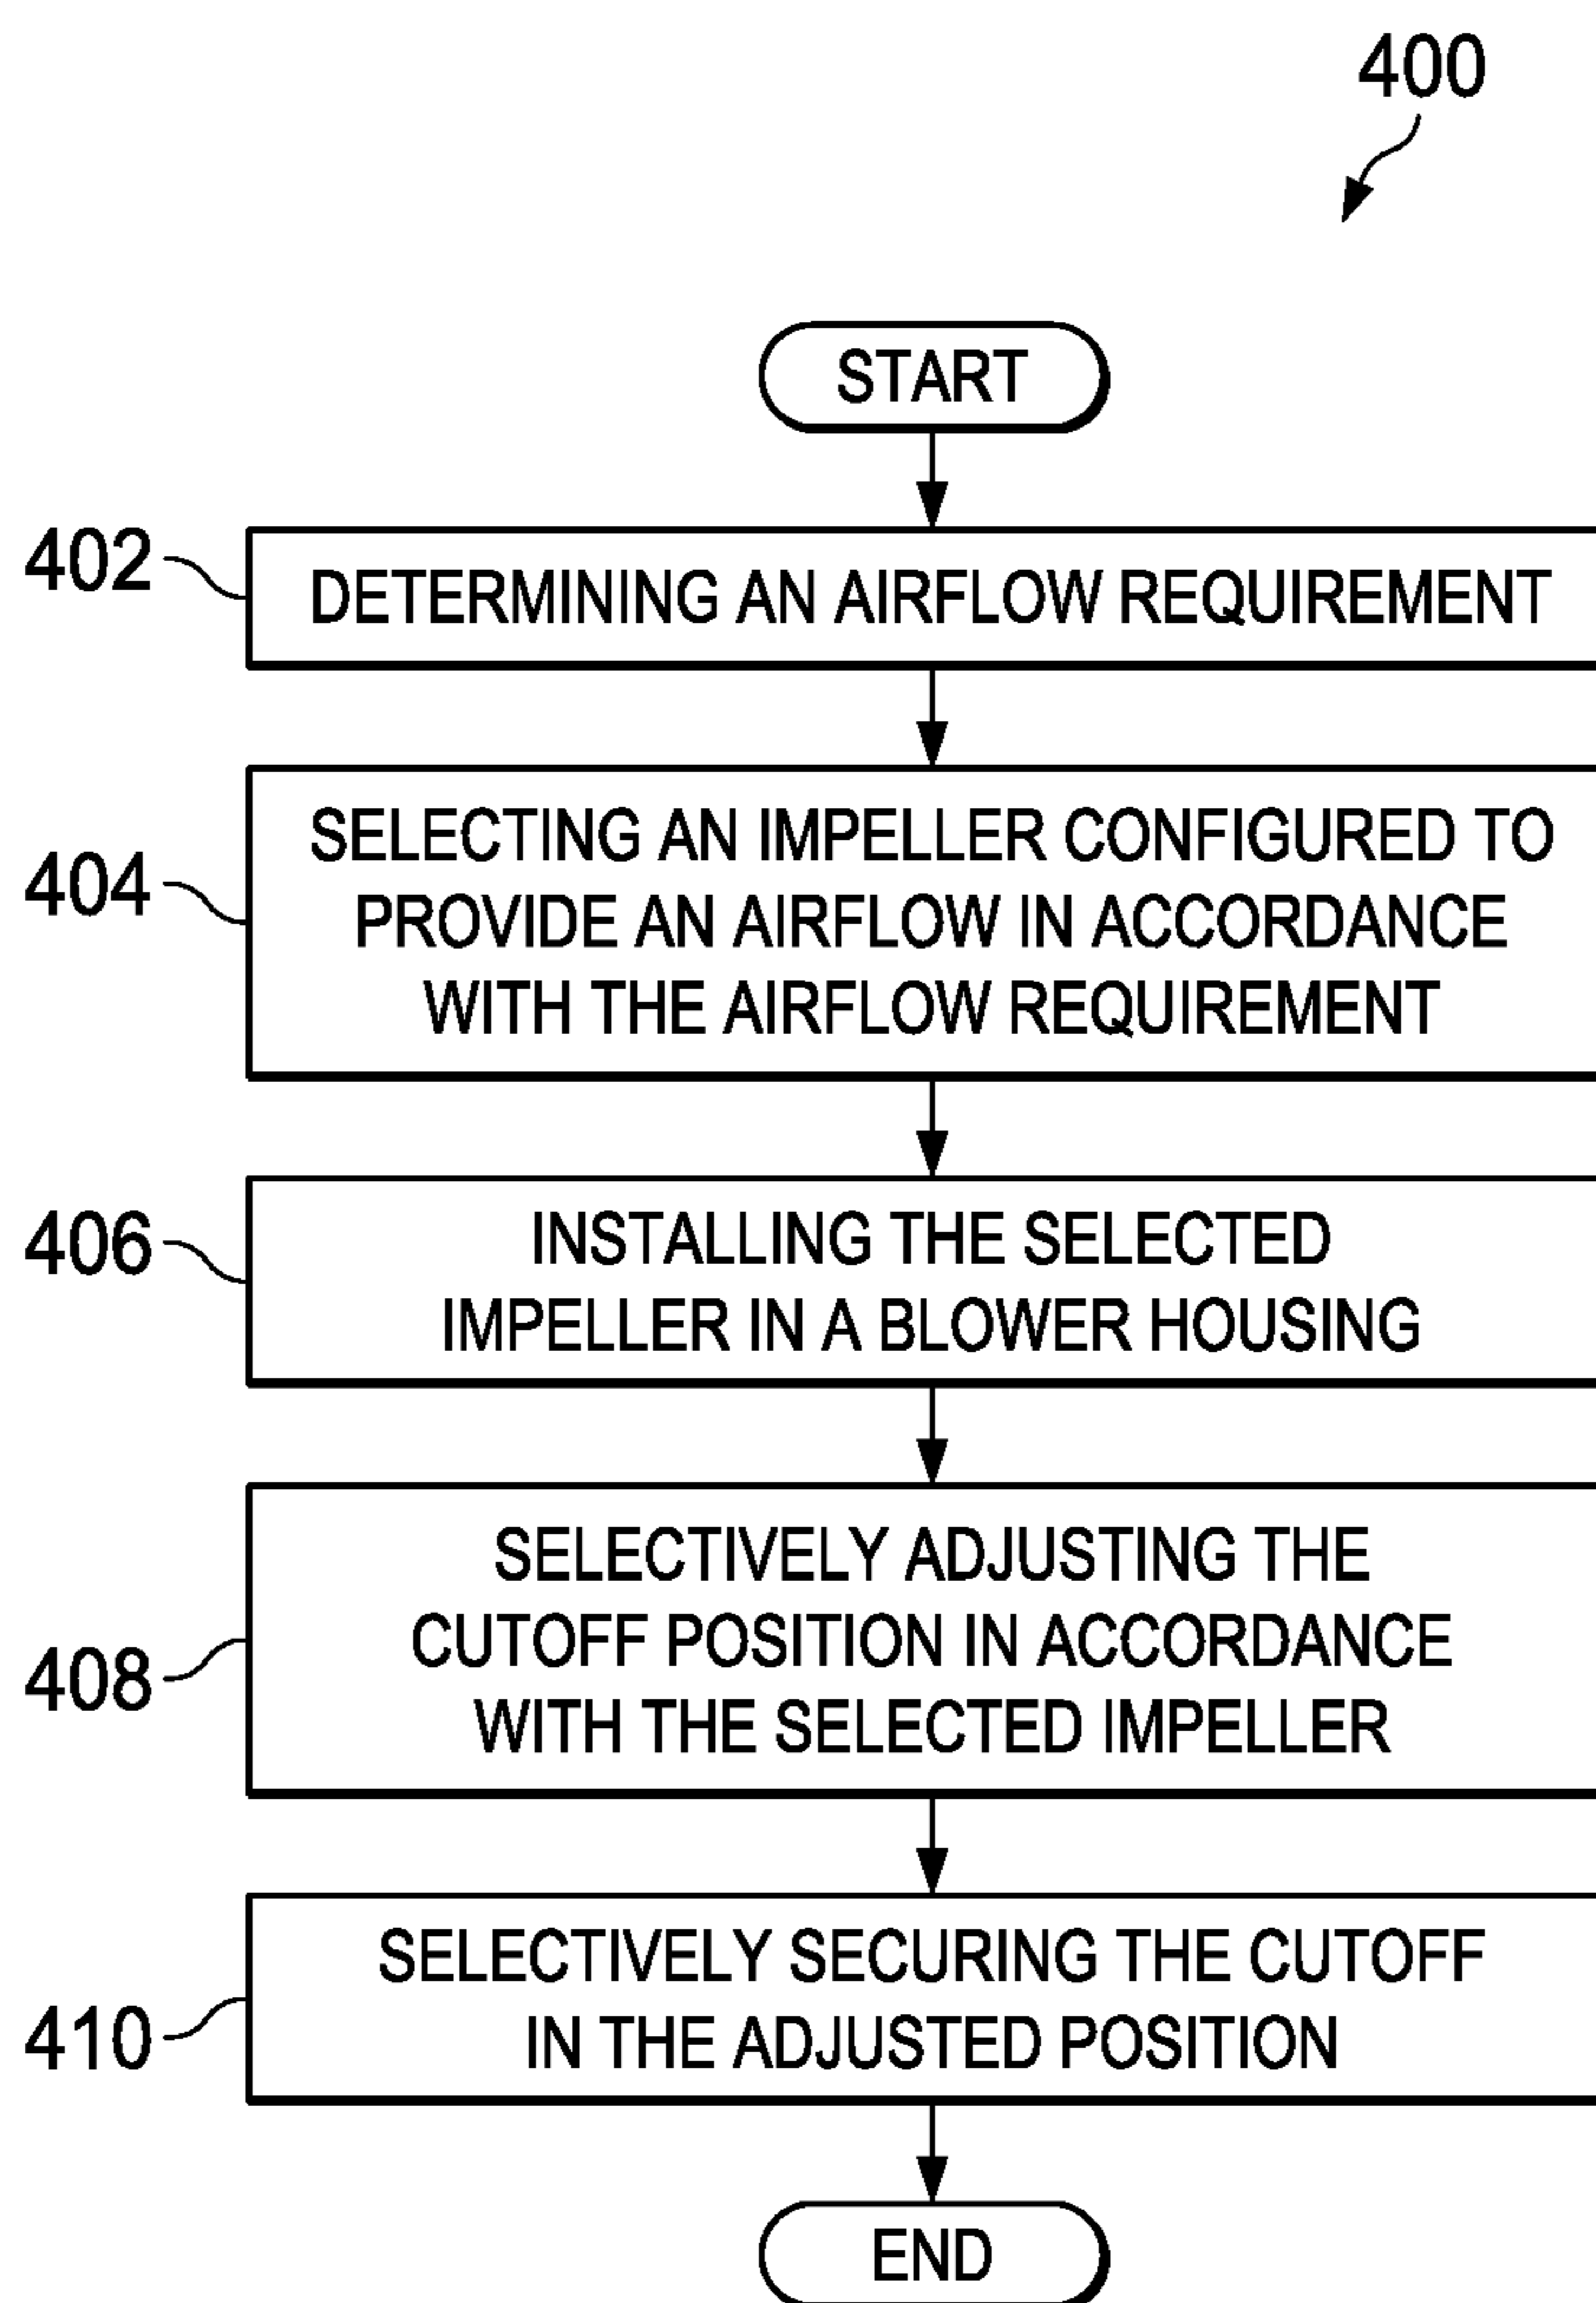 400
START
402
DETERMINING AN AIRFLOW REQUIREMENT
404
SELECTING AN IMPELLER CONFIGURED TO
PROVIDE AN AIRFLOW IN ACCORDANCE
WITH THE AIRFLOW REQUIREMENT
406
INSTALLING THE SELECTED
IMPELLER IN A BLOWER HOUSING
408
SELECTIVELY ADJUSTING THE
CUTOFF POSITION IN ACCORDANCE
WITH THE SELECTED IMPELLER
410
SELECTIVELY SECURING THE CUTOFF
IN THE ADJUSTED POSITION
END